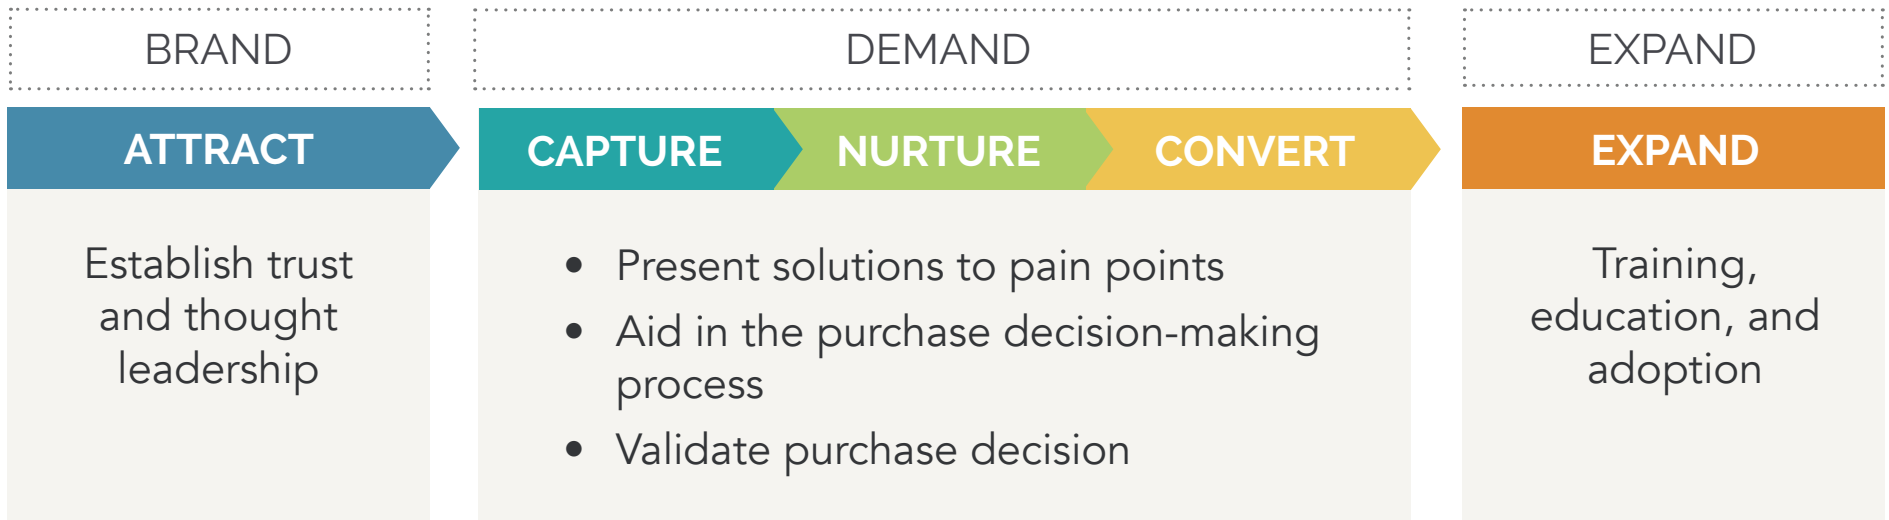 BRAND
DEMAND
EXPAND
ATTRACT
CAPTURE
NURTURE
CONVERT
EXPAND
Establish trust
and thought
leadership
• Present solutions to pain points
• Aid in the purchase decision-making
process
• Validate purchase decision
Training,
education, and
adoption